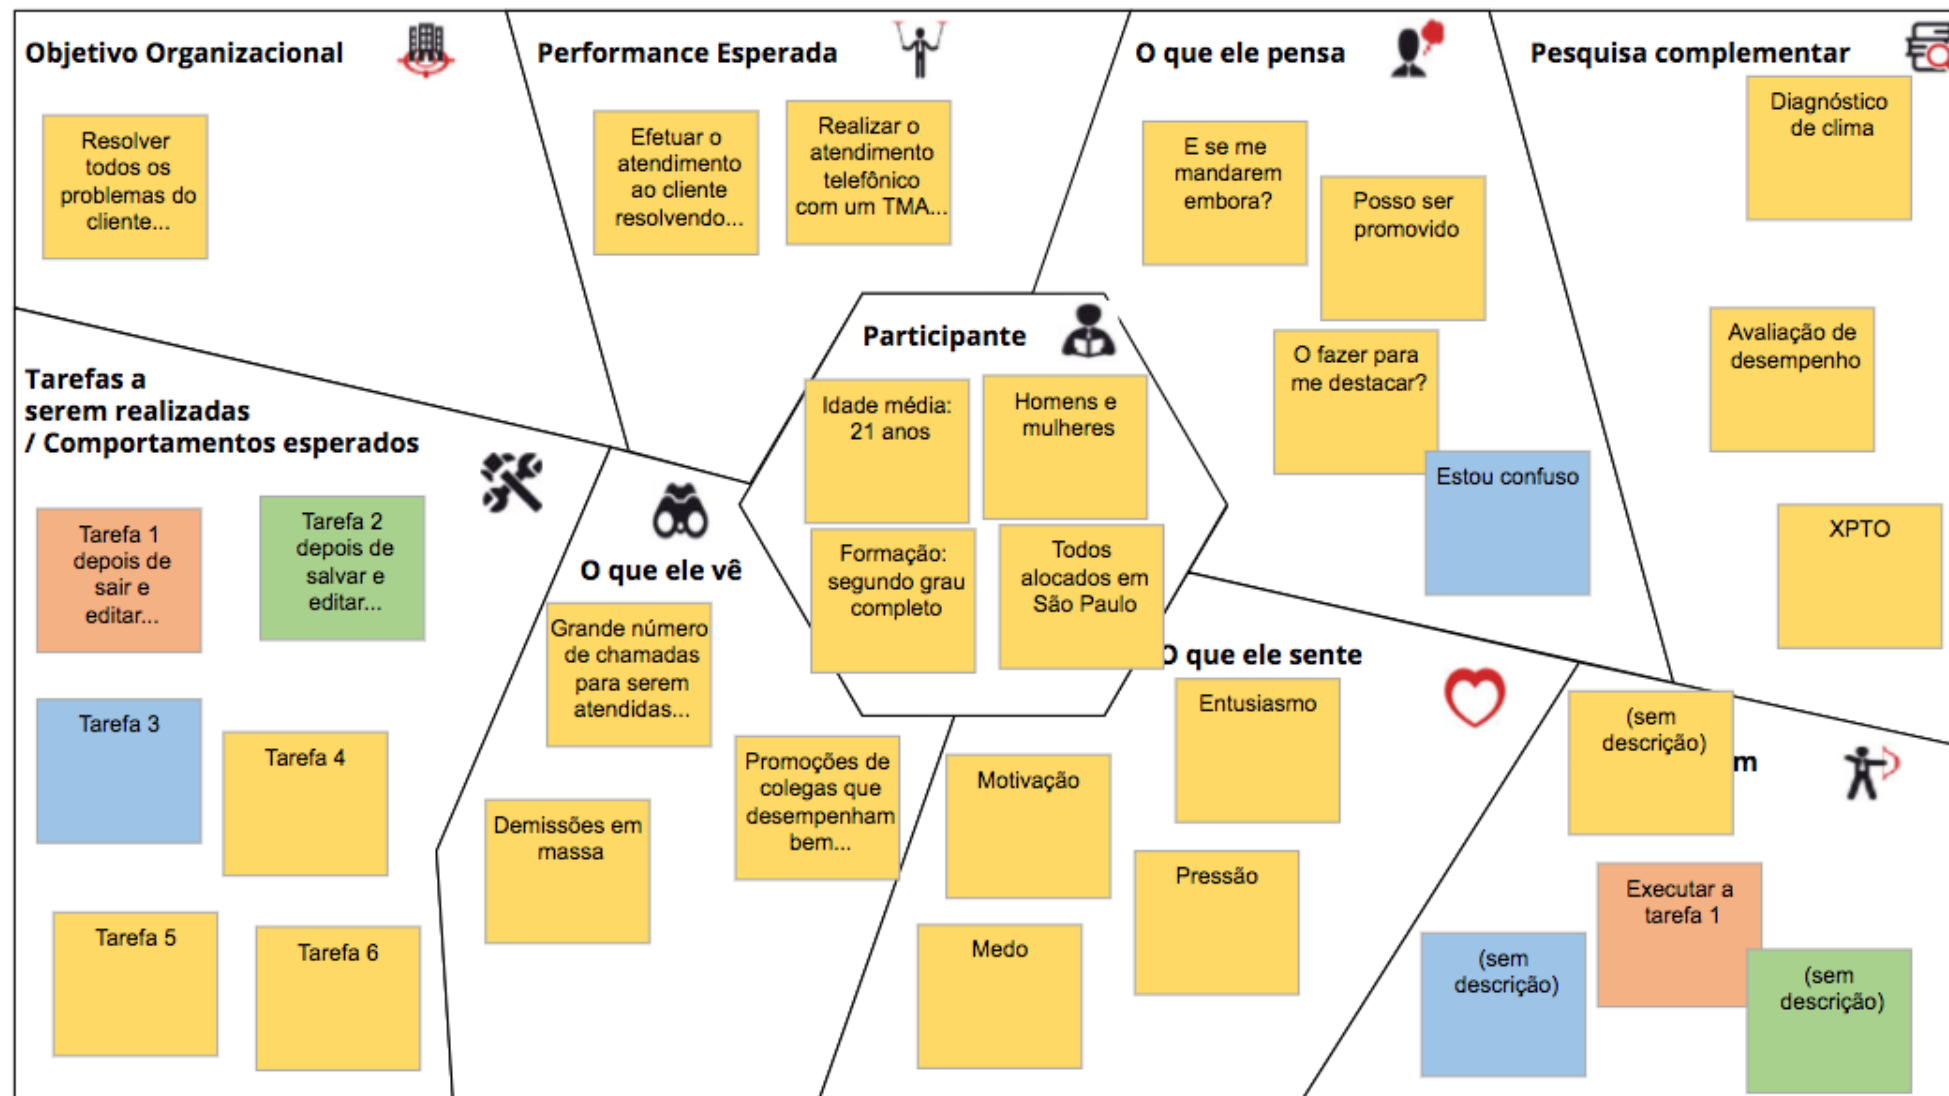 Objetivo Organizacional
Resolver
todos os
problemas do
cliente...
Performance Esperada
Efetuar o
atendimento
ao cliente
resolvendo...
Realizar o
atendimento
telefônico
com um TMA...
O que ele pensa
E se me
mandarem
embora?
Posso ser
promovido
O fazer para
me destacar?
Estou confuso
Pesquisa complementar
Diagnóstico
de clima
Avaliação de
desempenho
XPTO
Participante
Idade média:
21 anos
Homens e
mulheres
Formação:
segundo grau
completo
Todos
alocados em
São Paulo
Tarefas a
serem realizadas
/ Comportamentos esperados
Tarefa 1
depois de
sair e
editar...
Tarefa 2
depois de
salvar e
editar...
Tarefa 3
Tarefa 4
Tarefa 5
Tarefa 6
O que ele vê
Grande número
de chamadas
para serem
atendidas...
Promoções de
colegas que
desempenham
bem...
Demissões em
massa
O que ele sente
Entusiasmo
Motivação
Pressão
Medo
(sem
descrição)
Executar a
tarefa 1
(sem
descrição)
(sem
descrição)